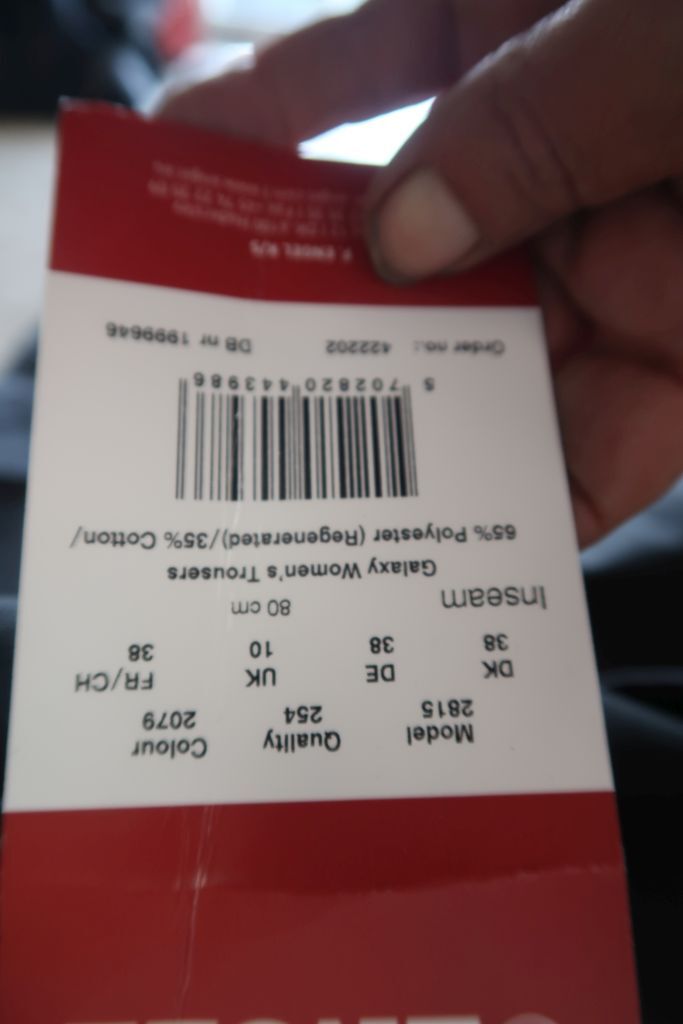 Model Quality Colour
2815 254 2079
DK DE UK FR/CH
38 38 10 38
Inseam 80 cm
Galaxy Women's Trousers
65% Polyester (Regenerated)/35% Cotton/
5 702820 443986
Order no.: 422202 DB nr 1999646
F. ENGEL K/S